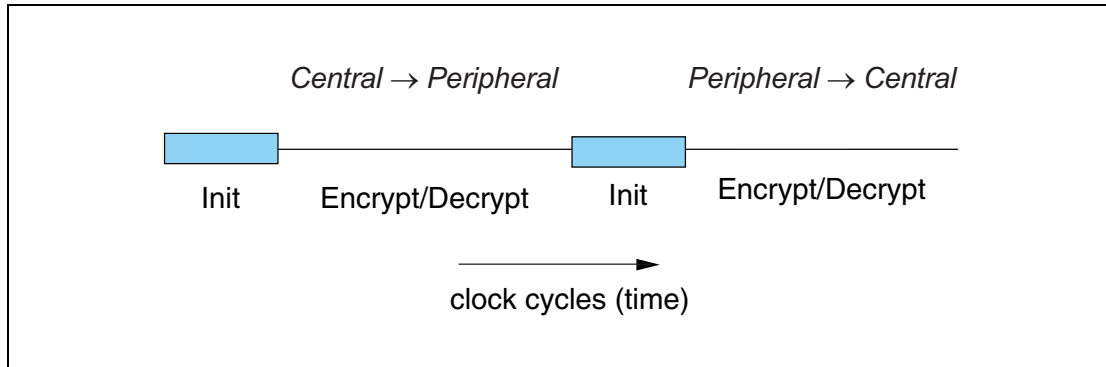 Central → Peripheral Peripheral → Central
Init Encrypt/Decrypt Init Encrypt/Decrypt
clock cycles (time)